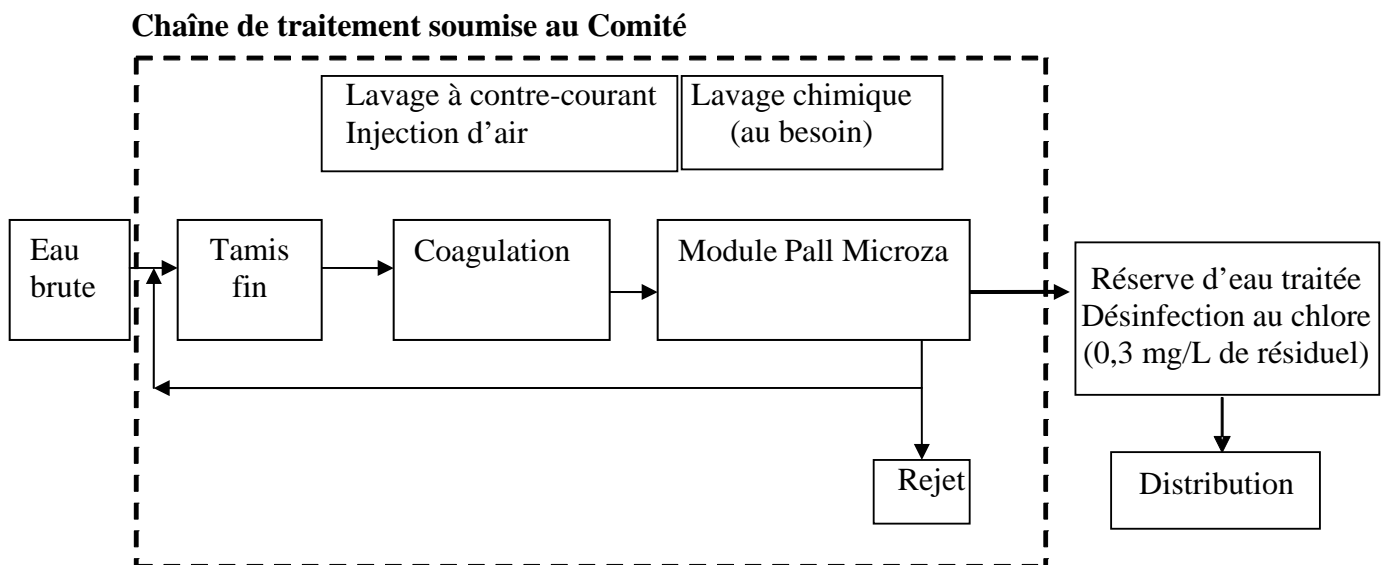 Chaîne de traitement soumise au Comité
Lavage à contre-courant
Injection d'air
Lavage chimique
(au besoin)
Eau
brute
Tamis
fin
Coagulation
Module Pall Microza
Réserve d'eau traitée
Désinfection au chlore
(0,3 mg/L de résiduel)
Rejet
Distribution